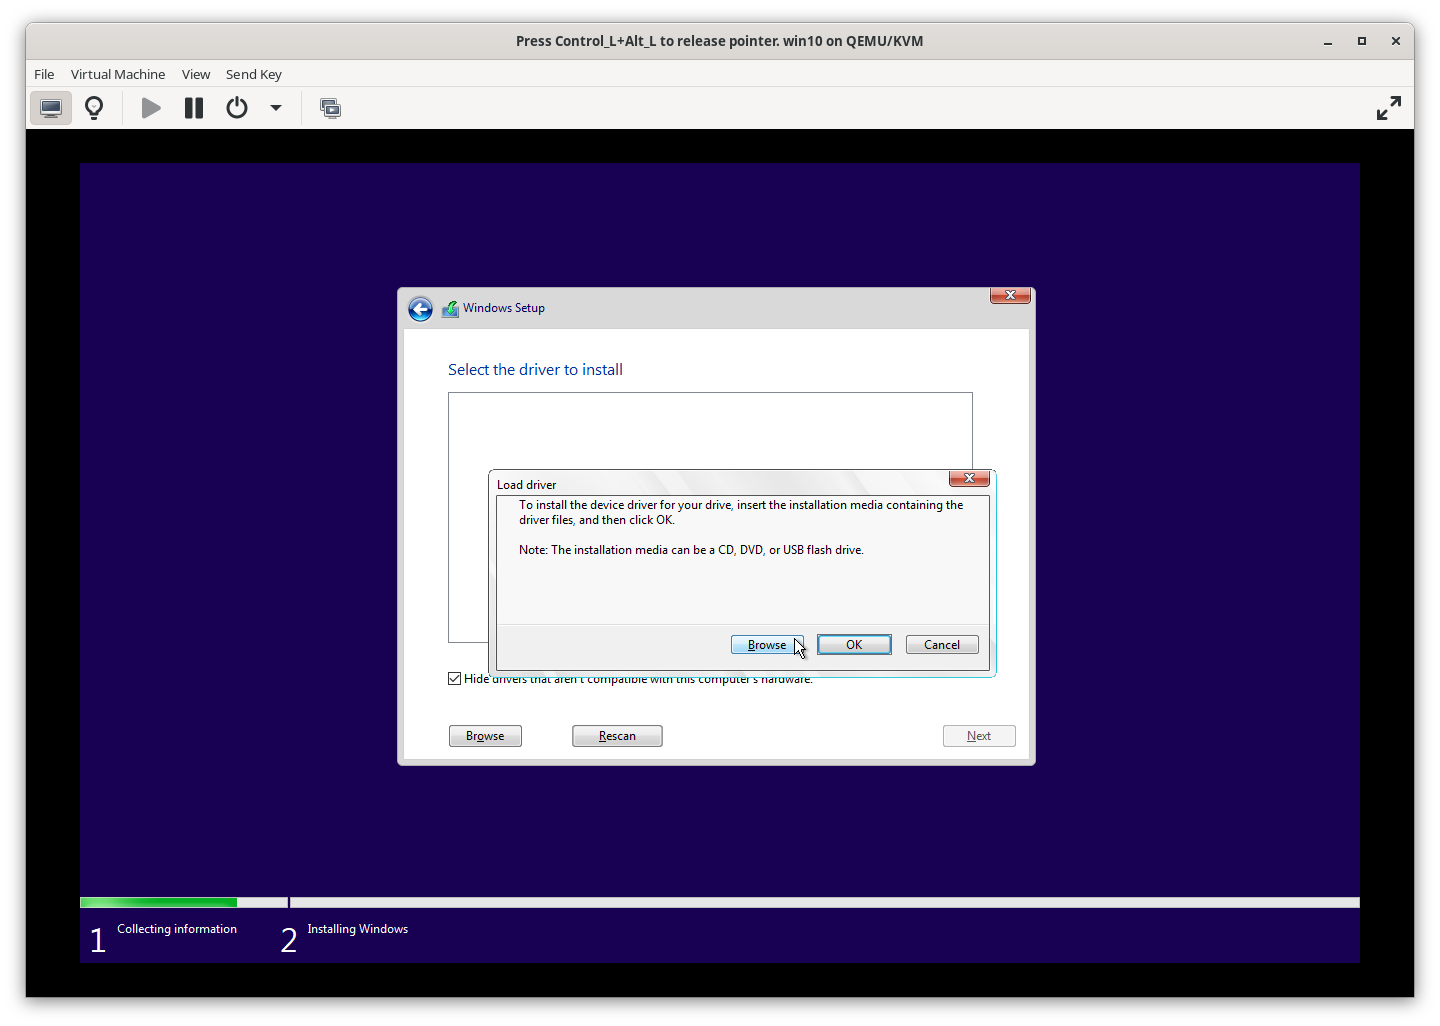 Press Control_L+Alt_L to release pointer. win10 on QEMU/KVM
File Virtual Machine View Send Key
Windows Setup
Select the driver to install
Load driver
To install the device driver for your drive, insert the installation media containing the
driver files, and then click OK.
Note: The installation media can be a CD, DVD, or USB flash drive.
Browse OK Cancel
Hide drivers that aren't compatible with this computer's hardware.
Browse Rescan Next
1 Collecting information 2 Installing Windows